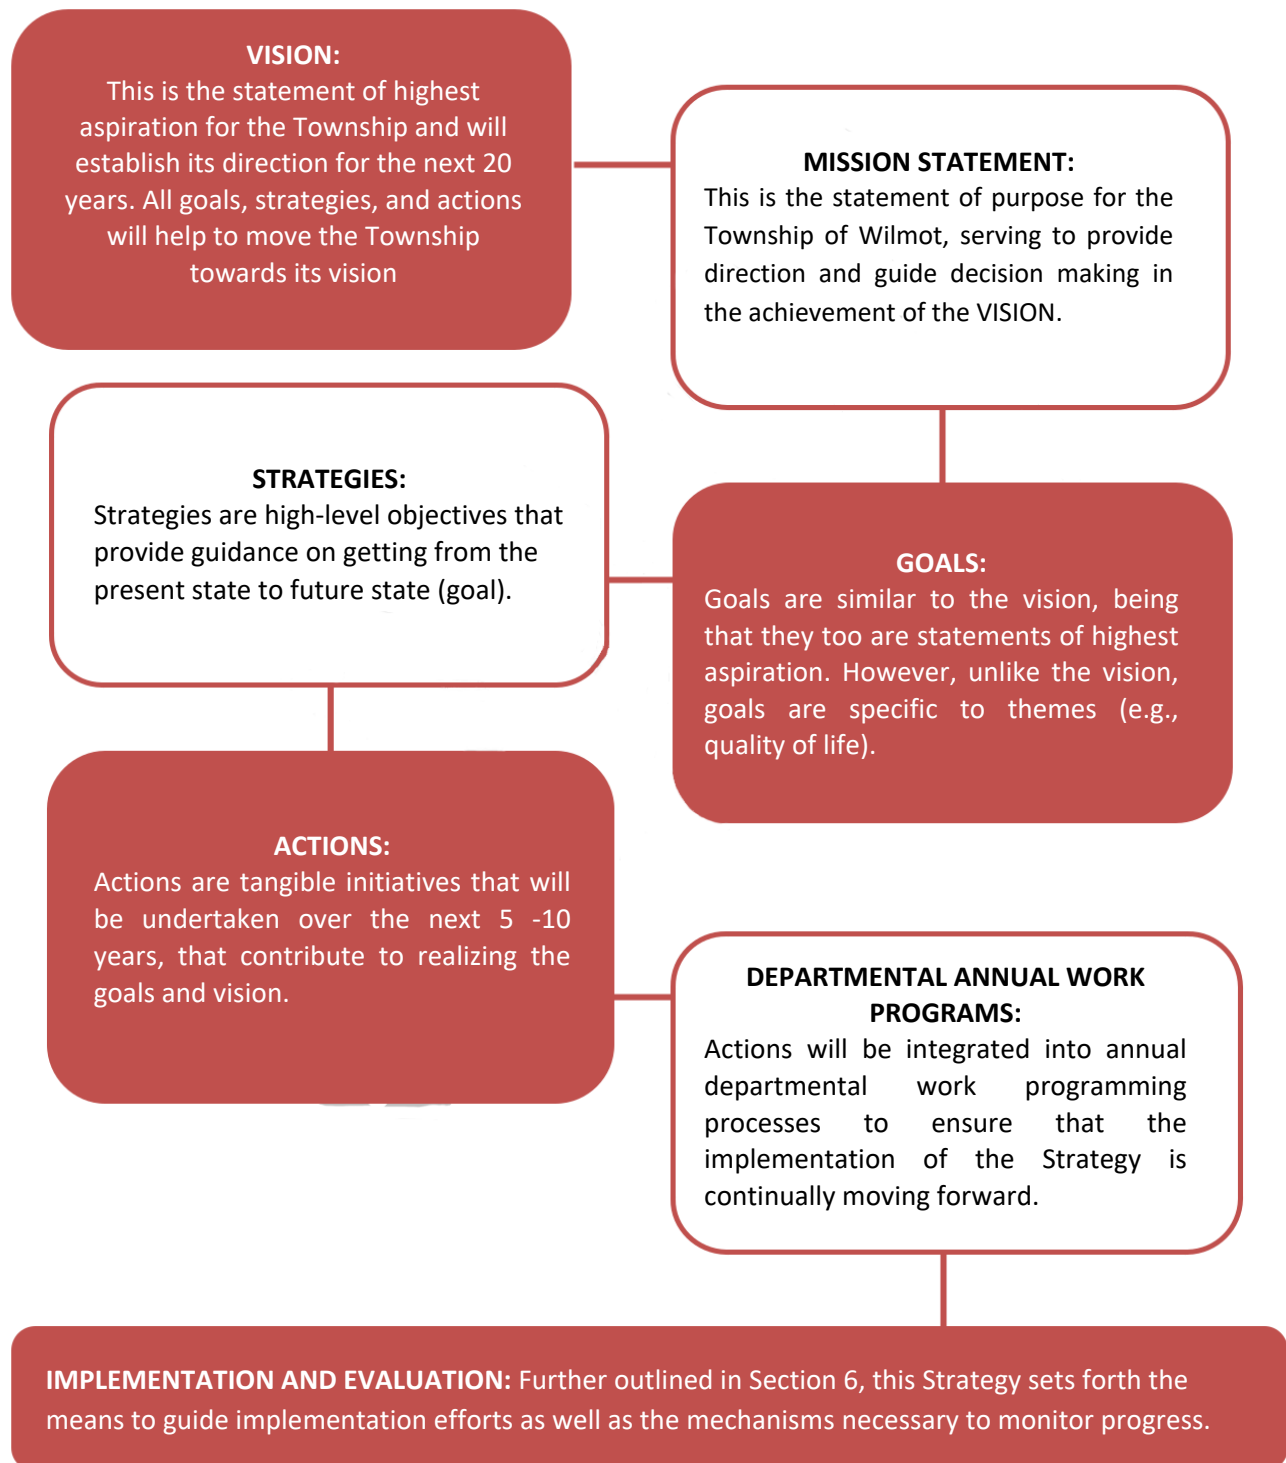 VISION:
This is the statement of highest
aspiration for the Township and will
establish its direction for the next 20
years. All goals, strategies, and actions
will help to move the Township
towards its vision
MISSION STATEMENT:
This is the statement of purpose for the
Township of Wilmot, serving to provide
direction and guide decision making in
the achievement of the VISION.
GOALS:
Goals are similar to the vision, being
that they too are statements of highest
aspiration. However, unlike the vision,
goals are specific to themes (e.g.,
quality of life).
STRATEGIES:
Strategies are high-level objectives that
provide guidance on getting from the
present state to future state (goal).
ACTIONS:
Actions are tangible initiatives that will
be undertaken over the next 5 -10
years, that contribute to realizing the
goals and vision.
DEPARTMENTAL ANNUAL WORK
PROGRAMS:
Actions will be integrated into annual
departmental work programming
processes to ensure that the
implementation of the Strategy is
continually moving forward.
IMPLEMENTATION AND EVALUATION: Further outlined in Section 6, this Strategy sets forth the
means to guide implementation efforts as well as the mechanisms necessary to monitor progress.